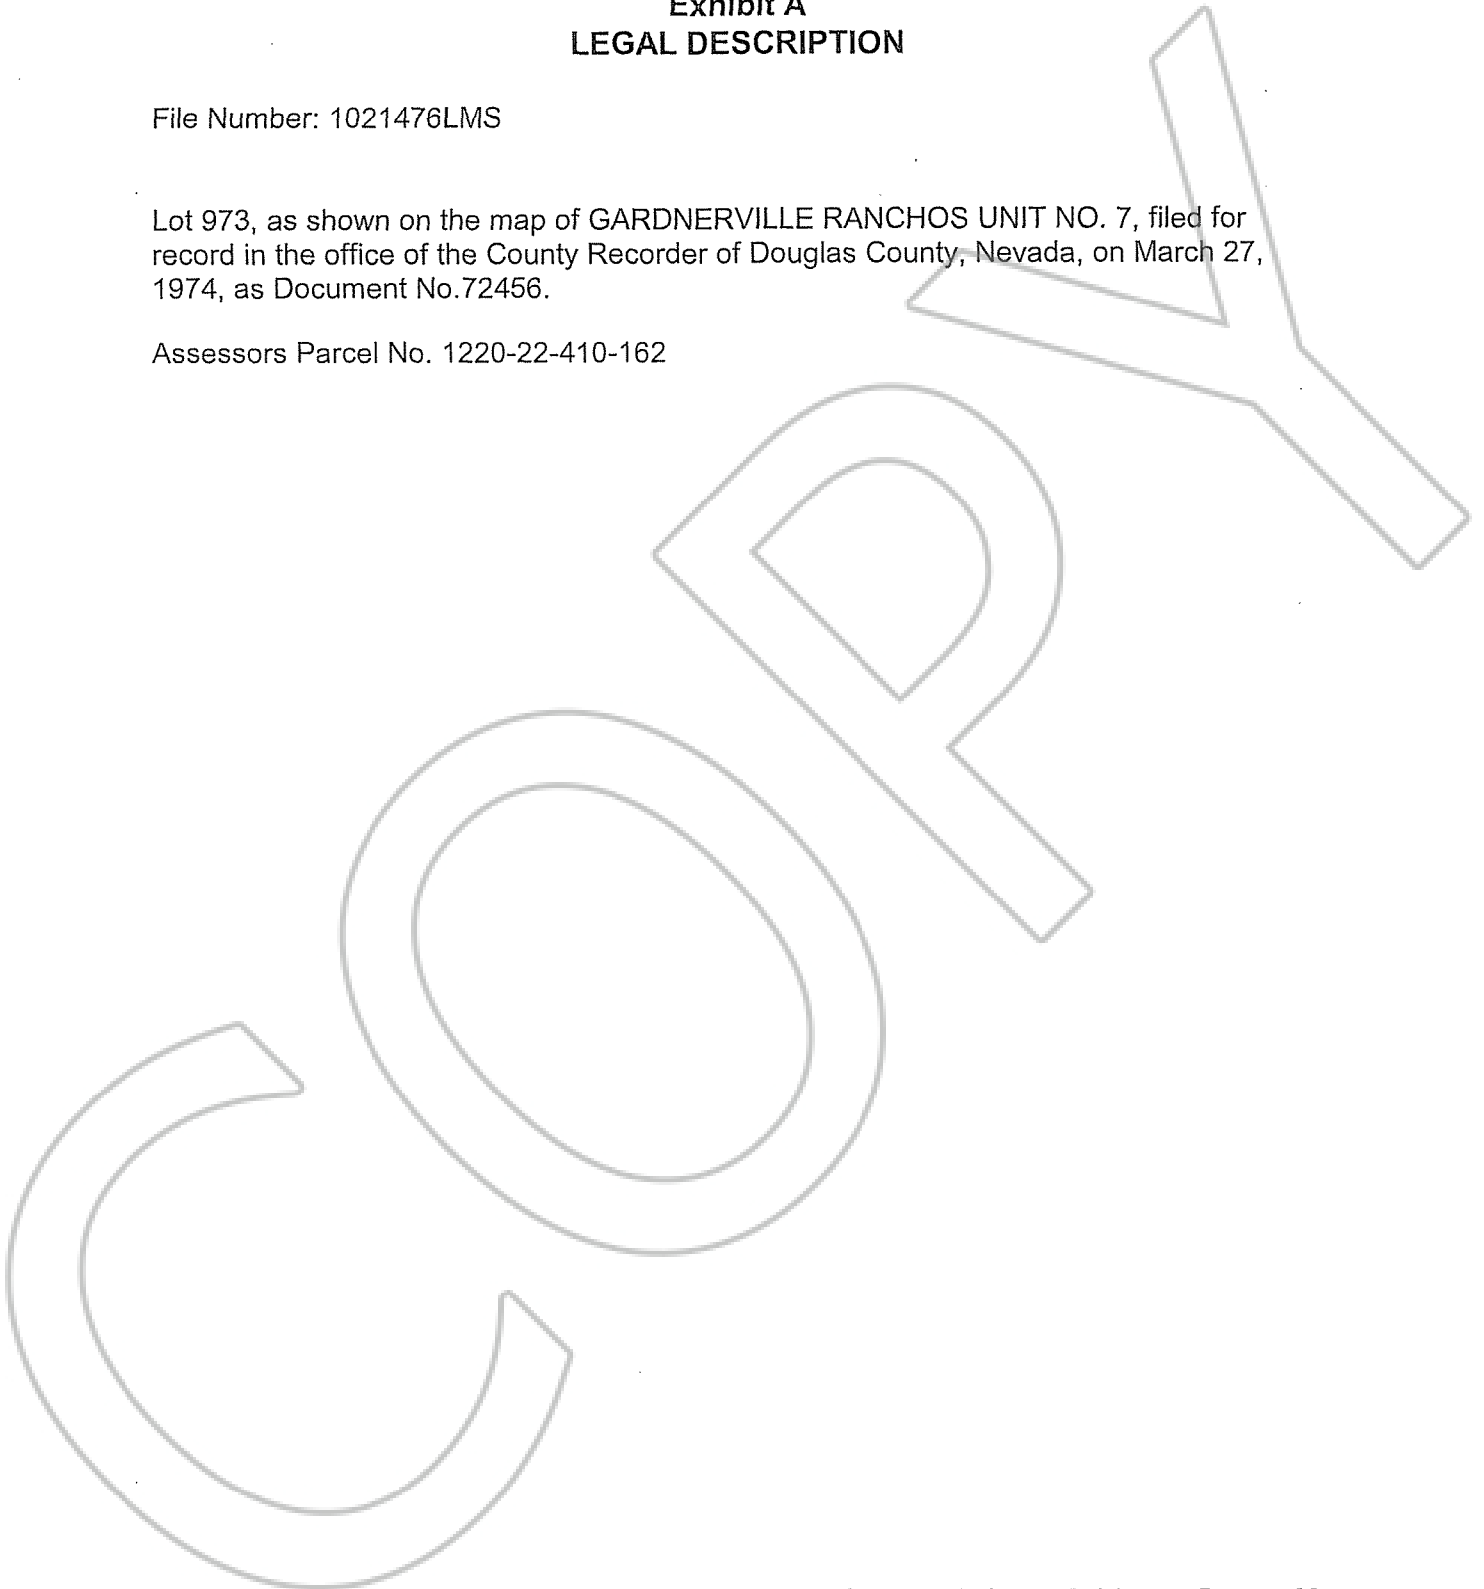 Exhibit A
LEGAL DESCRIPTION
File Number: 1021476LMS
Lot 973, as shown on the map of GARDNERVILLE RANCHOS UNIT NO. 7, filed for
record in the office of the County Recorder of Douglas County, Nevada, on March 27,
1974, as Document No.72456.
Assessors Parcel No. 1220-22-410-162
COPY